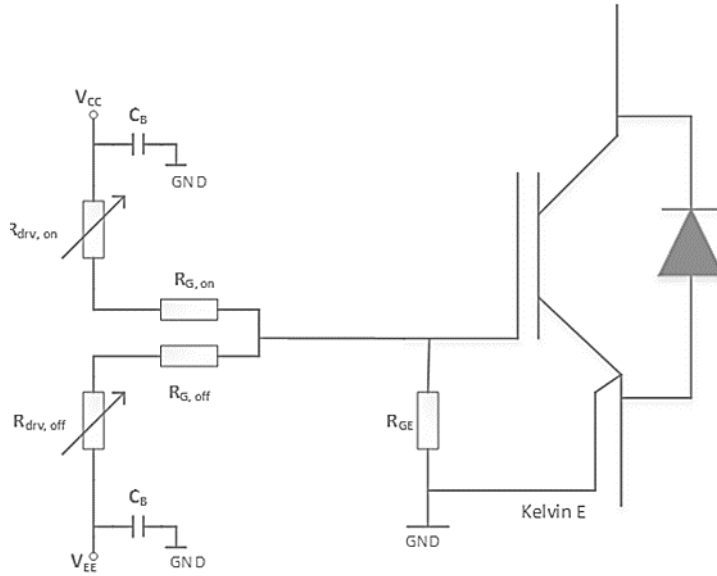 VCC
CB
GND
Rdrv, on
RG, on
RG, off
Rdrv, off
RGE
CB
Kelvin E
GND
VEE
GND